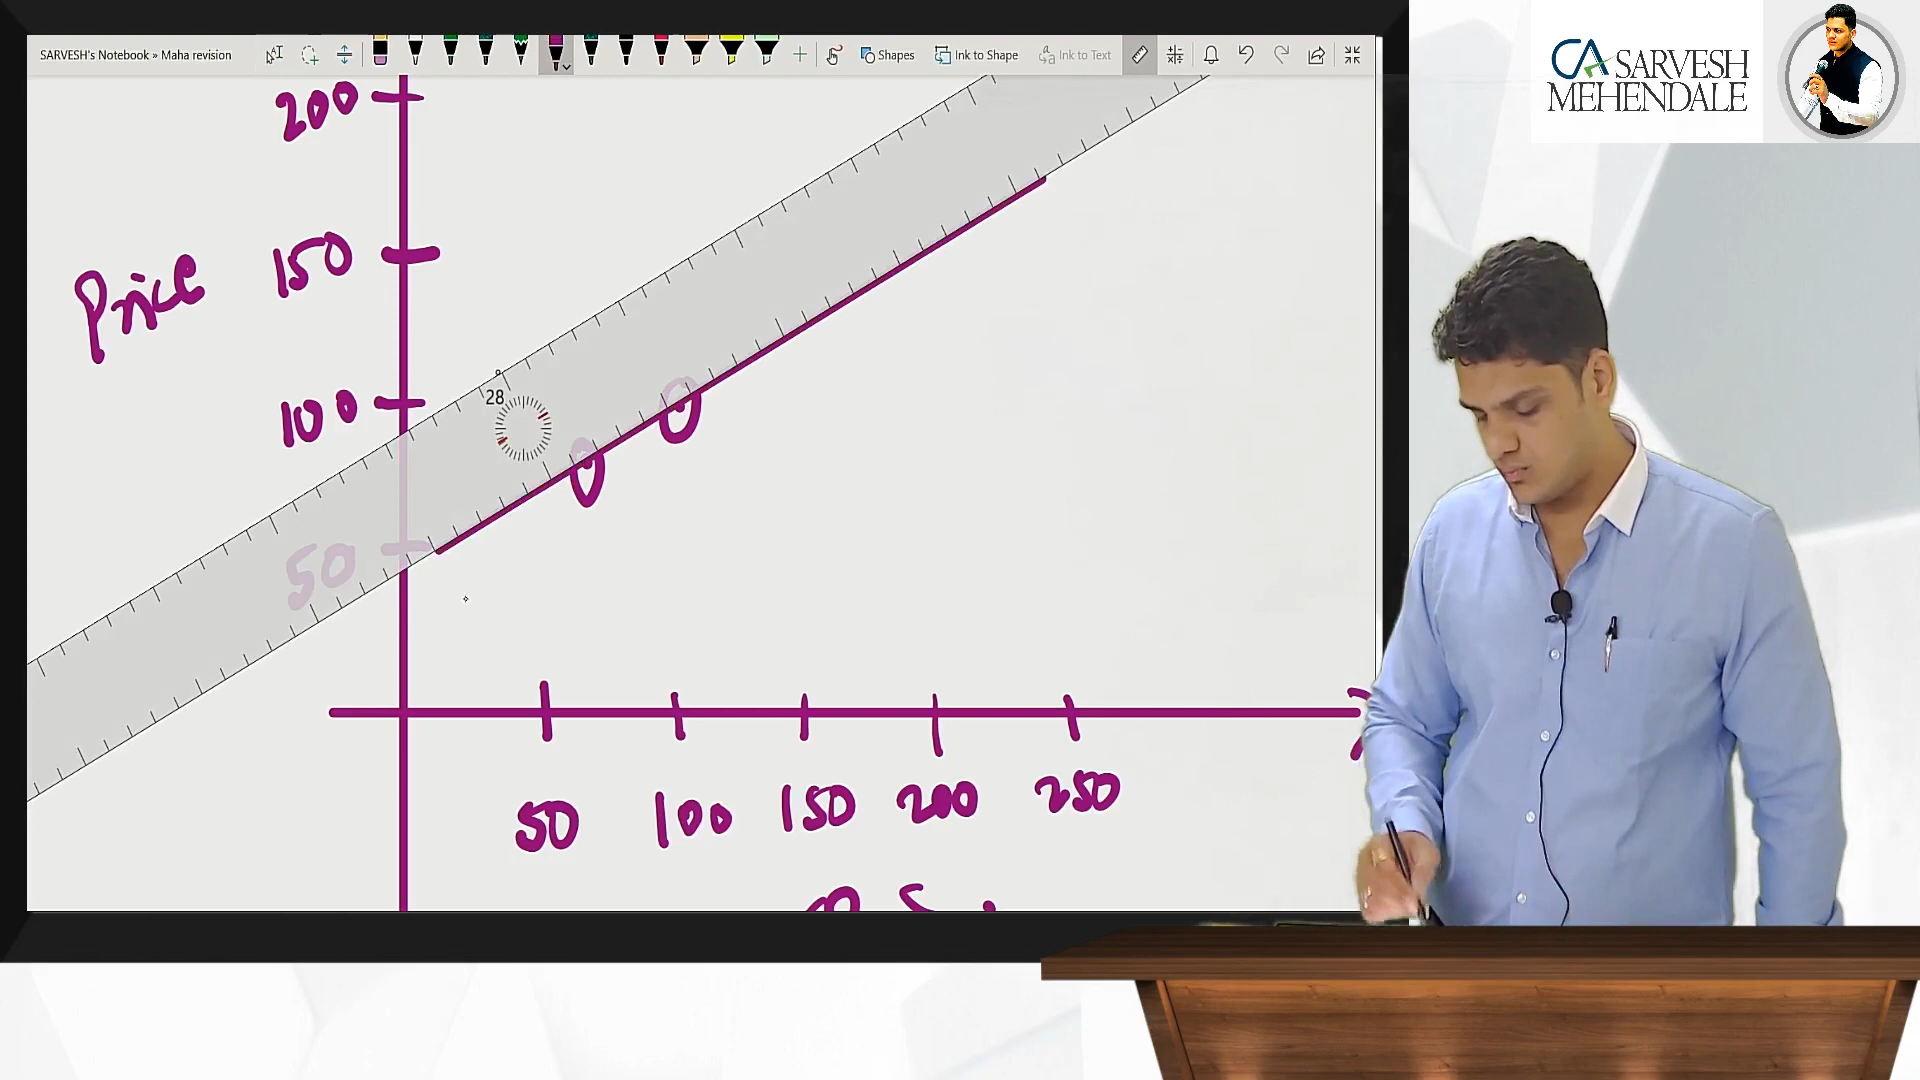 SARVESH's Notebook » Maha revision
Shapes
Ink to Shape
Ink to Text
CA SARVESH
MEHENDALE
200
Price 150
100
28°
50
50 100 150 200 250